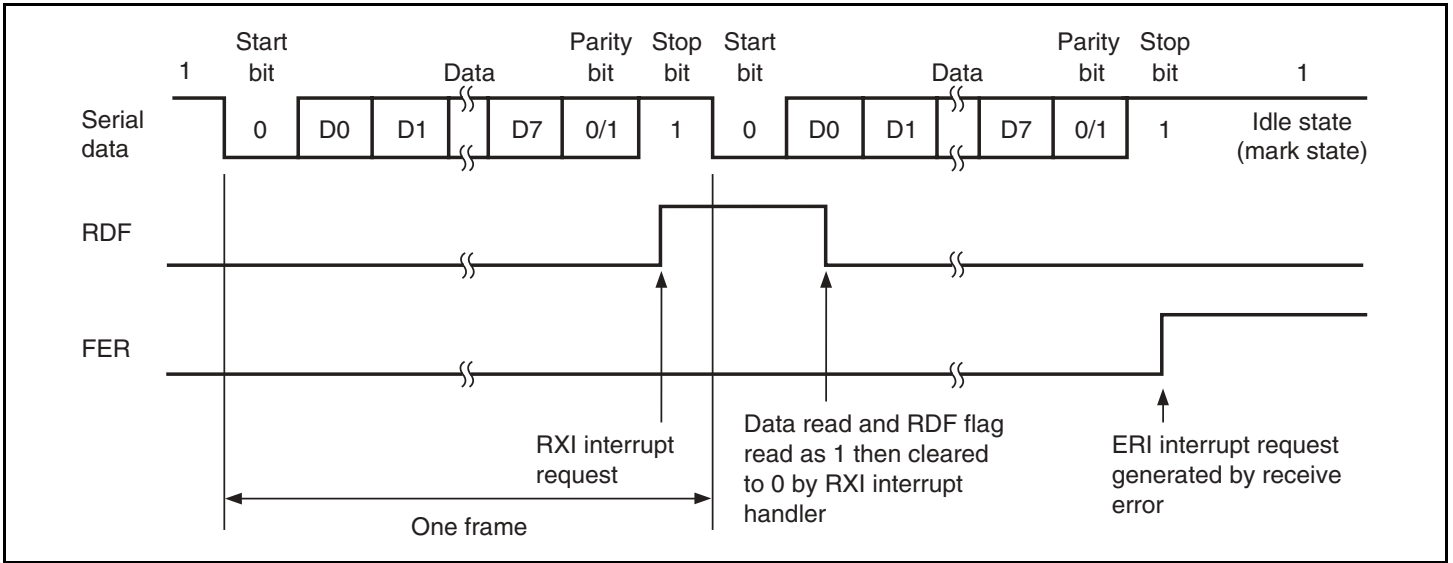 Start bit
Data
Parity bit
Stop bit
Start bit
Data
Parity bit
Stop bit
1
1
Serial data
0
D0
D1
D7
0/1
1
0
D0
D1
D7
0/1
1
Idle state
(mark state)
RDF
FER
RXI interrupt
request
Data read and RDF flag
read as 1 then cleared
to 0 by RXI interrupt
handler
ERI interrupt request
generated by receive
error
One frame